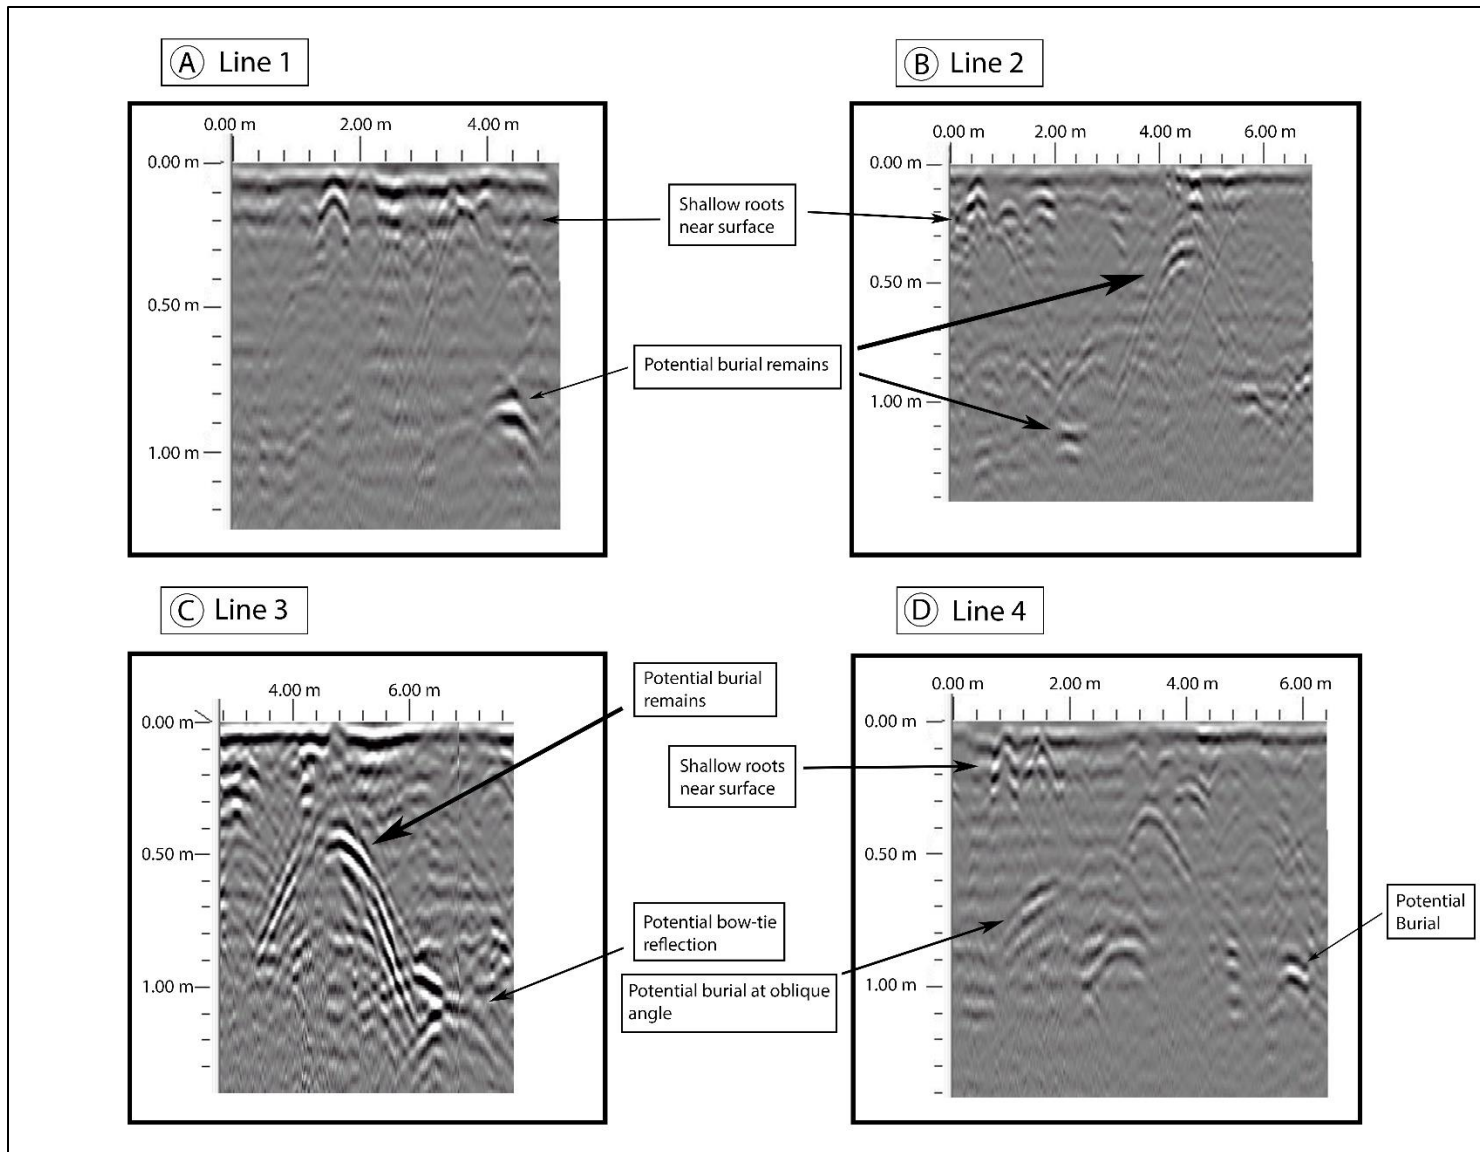 A Line 1
0.00 m 2.00 m 4.00 m
0.00 m
0.50 m
1.00 m
B Line 2
0.00 m 2.00 m 4.00 m 6.00 m
0.00 m
0.50 m
1.00 m
Shallow roots
near surface
Potential burial remains
C Line 3
4.00 m 6.00 m
0.00 m
0.50 m
1.00 m
Potential burial
remains
Potential bow-tie
reflection
D Line 4
0.00 m 2.00 m 4.00 m 6.00 m
0.00 m
0.50 m
1.00 m
Shallow roots
near surface
Potential burial at oblique
angle
Potential
Burial